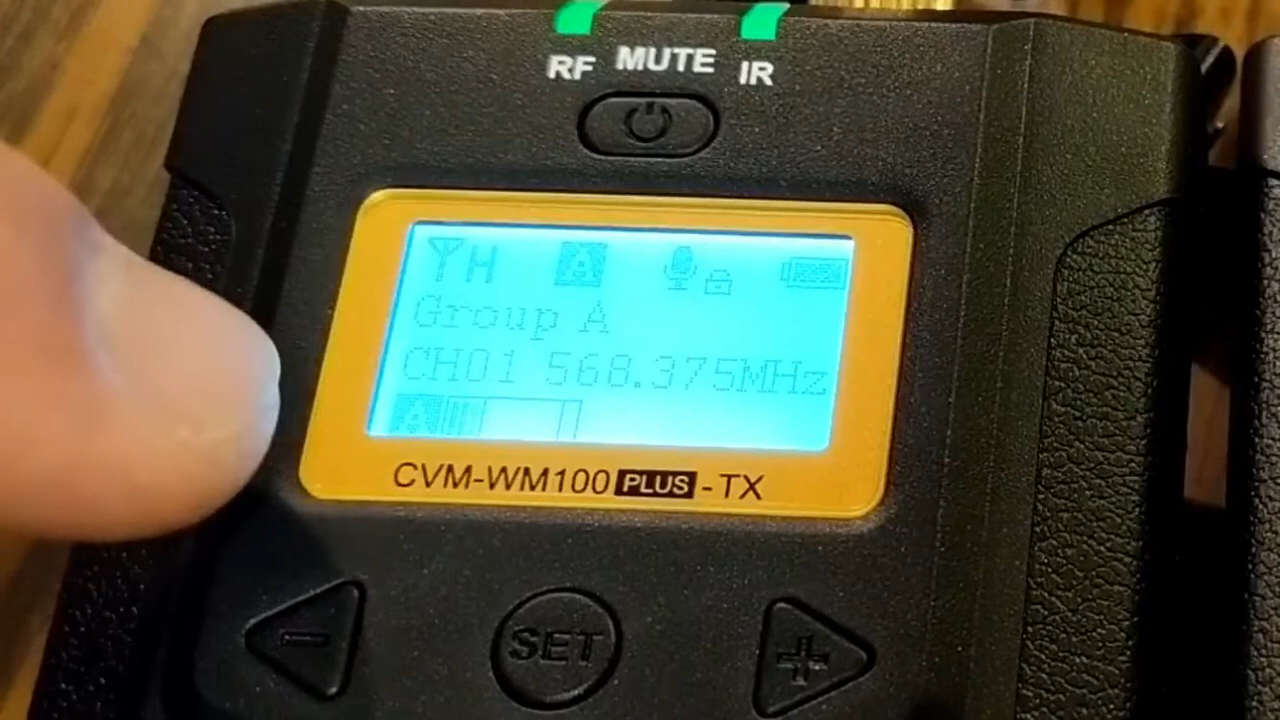 RF MUTE IR
H A
Group A
CH01 568.375MHz
A
CVM-WM100 PLUS -TX
SET